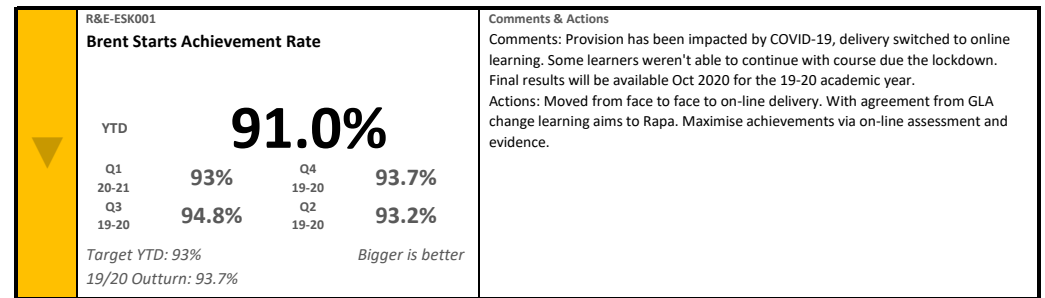 R&E-ESK001
Brent Starts Achievement Rate
YTD 91.0%
Q1 20-21 93% Q4 19-20 93.7%
Q3 19-20 94.8% Q2 19-20 93.2%
Target YTD: 93% Bigger is better
19/20 Outturn: 93.7%
Comments & Actions
Comments: Provision has been impacted by COVID-19, delivery switched to online
learning. Some learners weren't able to continue with course due the lockdown.
Final results will be available Oct 2020 for the 19-20 academic year.
Actions: Moved from face to face to on-line delivery. With agreement from GLA
change learning aims to Rapa. Maximise achievements via on-line assessment and
evidence.